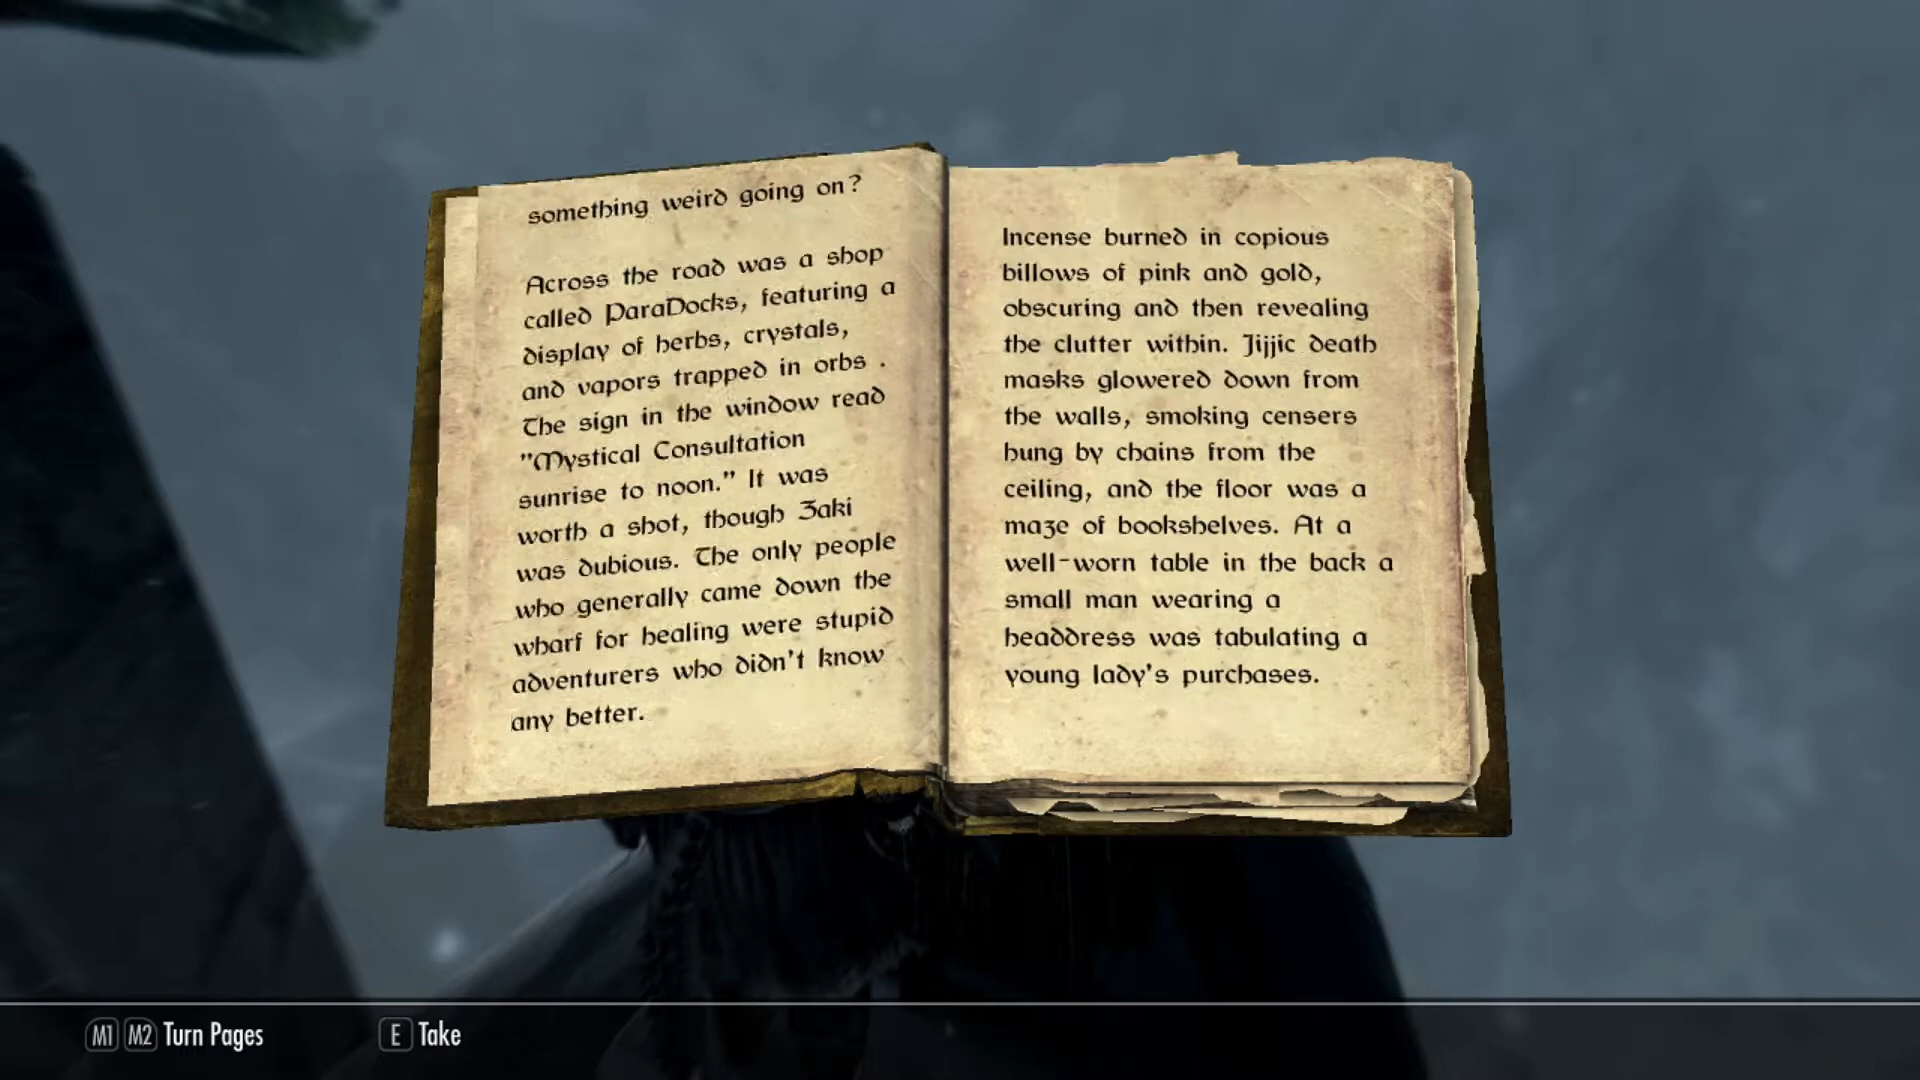 something weird going on?
Across the road was a shop
called ParaDocks, featuring a
display of herbs, crystals,
and vapors trapped in orbs .
The sign in the window read
"Mystical Consultation
sunrise to noon." It was
worth a shot, though Zaki
was dubious. The only people
who generally came down the
wharf for healing were stupid
adventurers who didn't know
any better.
Incense burned in copious
billows of pink and gold,
obscuring and then revealing
the clutter within. Jijjic death
masks glowered down from
the walls, smoking censers
hung by chains from the
ceiling, and the floor was a
maze of bookshelves. At a
well-worn table in the back a
small man wearing a
headdress was tabulating a
young lady's purchases.
M1 M2 Turn Pages
E Take